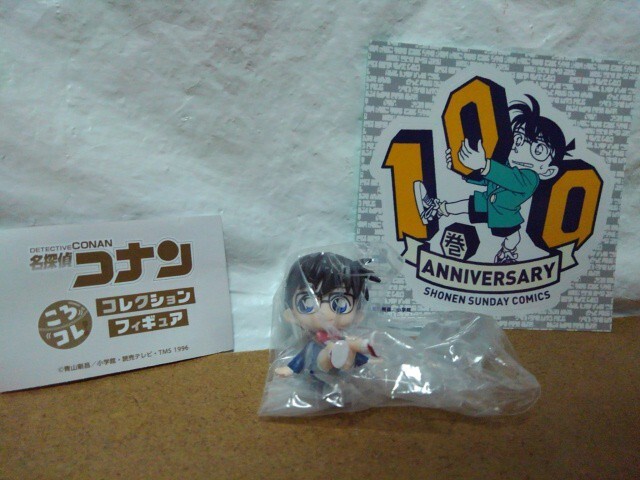 DETECTIVE CONAN
名探偵
コナン
ころ
コレ
コレクション
フィギュア
©青山剛昌/小学館・読売テレビ・TMS 1996
100
巻
ANNIVERSARY
SHONEN SUNDAY COMICS